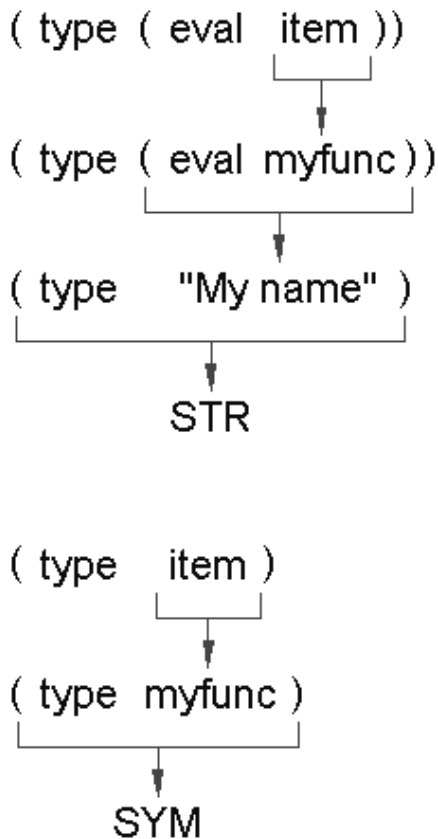 ( type ( eval item ))
( type ( eval myfunc ))
( type "My name" )
STR
( type item )
( type myfunc )
SYM